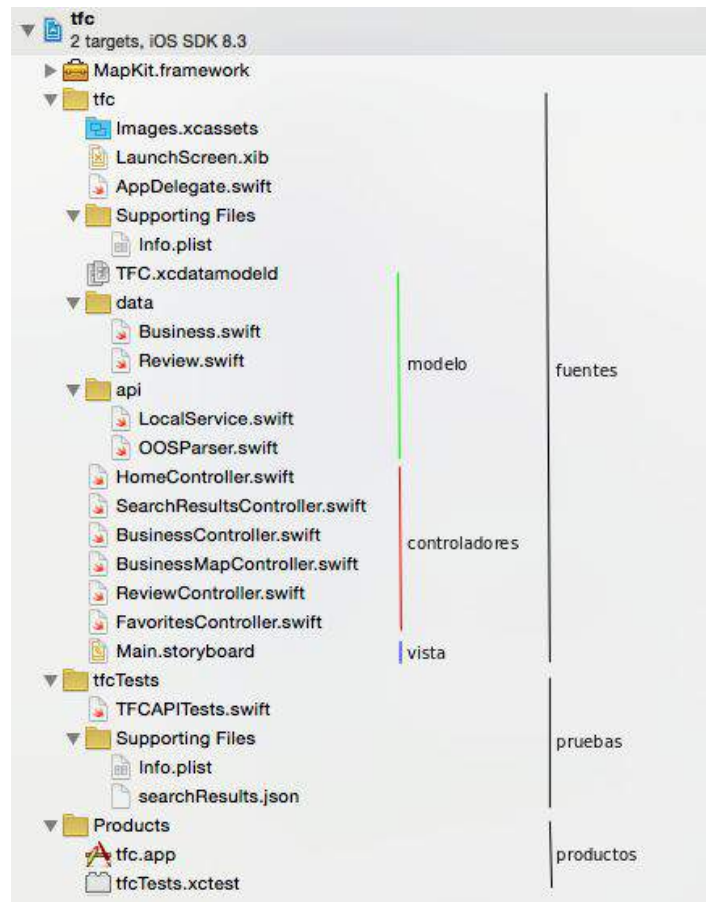 tfc
2 targets, iOS SDK 8.3
MapKit.framework
tfc
Images.xcassets
LaunchScreen.xib
AppDelegate.swift
Supporting Files
Info.plist
TFC.xcdatamodeld
data
Business.swift
Review.swift
modelo
fuentes
api
LocalService.swift
OOSParser.swift
HomeController.swift
SearchResultsController.swift
BusinessController.swift
controladores
BusinessMapController.swift
ReviewController.swift
FavoritesController.swift
Main.storyboard
vista
tfcTests
TFCAPITests.swift
Supporting Files
pruebas
Info.plist
searchResults.json
Products
tfc.app
productos
tfcTests.xctest